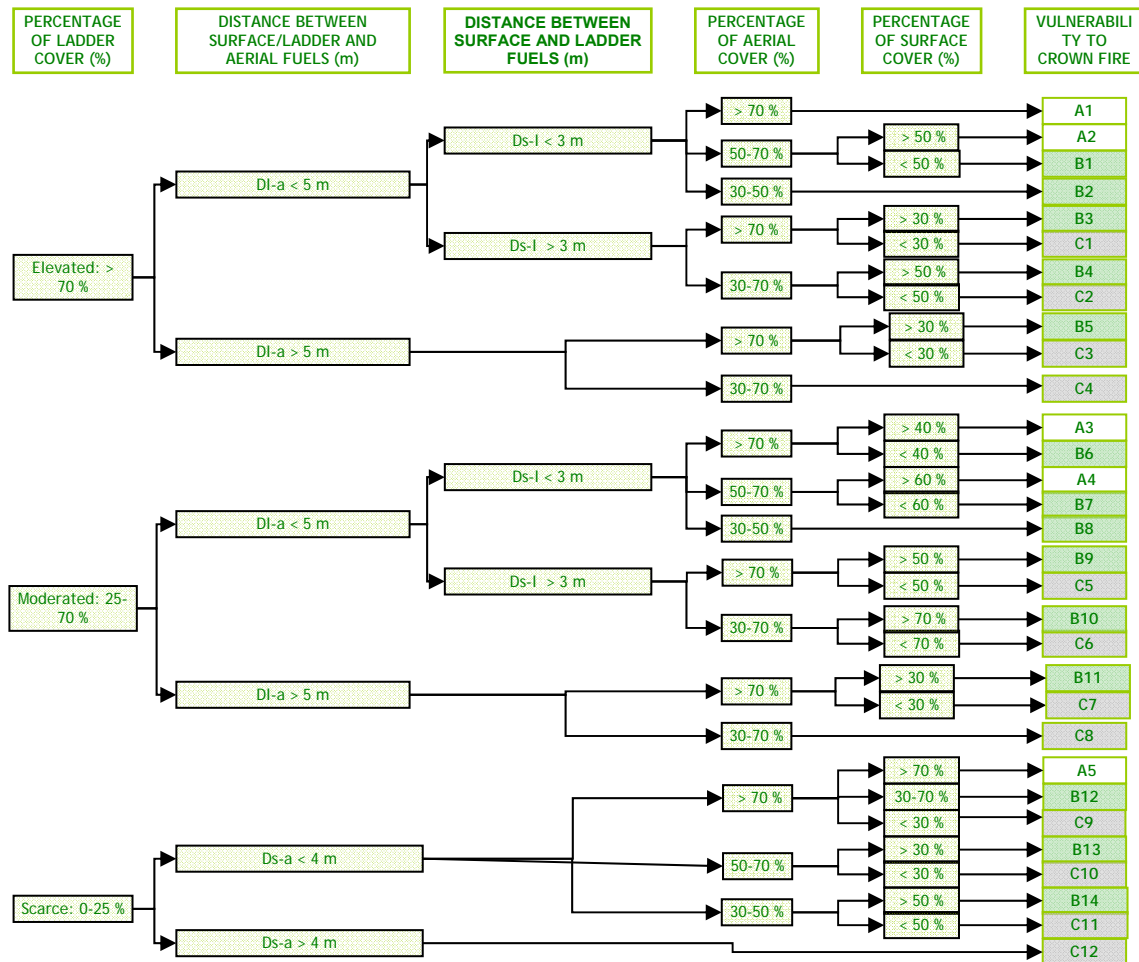 PERCENTAGE
OF LADDER
COVER (%)
DISTANCE BETWEEN
SURFACE/LADDER AND
AERIAL FUELS (m)
DISTANCE BETWEEN
SURFACE AND LADDER
FUELS (m)
PERCENTAGE
OF AERIAL
COVER (%)
PERCENTAGE
OF SURFACE
COVER (%)
VULNERABILI
TY TO
CROWN FIRE
> 70 %
A1
Ds-l < 3 m
> 50 %
A2
50-70 %
< 50 %
B1
Dl-a < 5 m
30-50 %
B2
> 30 %
B3
> 70 %
Ds-l > 3 m
< 30 %
C1
Elevated: >
70 %
> 50 %
B4
30-70 %
< 50 %
C2
> 30 %
B5
Dl-a > 5 m
> 70 %
< 30 %
C3
30-70 %
C4
> 40 %
A3
> 70 %
< 40 %
B6
Ds-l < 3 m
> 60 %
A4
50-70 %
< 60 %
B7
Dl-a < 5 m
30-50 %
B8
> 50 %
B9
> 70 %
Ds-l > 3 m
< 50 %
C5
Moderated: 25-
70 %
> 70 %
B10
30-70 %
< 70 %
C6
> 30 %
B11
Dl-a > 5 m
> 70 %
< 30 %
C7
30-70 %
C8
> 70 %
A5
> 70 %
30-70 %
B12
< 30 %
C9
> 30 %
B13
Ds-a < 4 m
50-70 %
< 30 %
C10
> 50 %
B14
Scarce: 0-25 %
30-50 %
< 50 %
C11
Ds-a > 4 m
C12